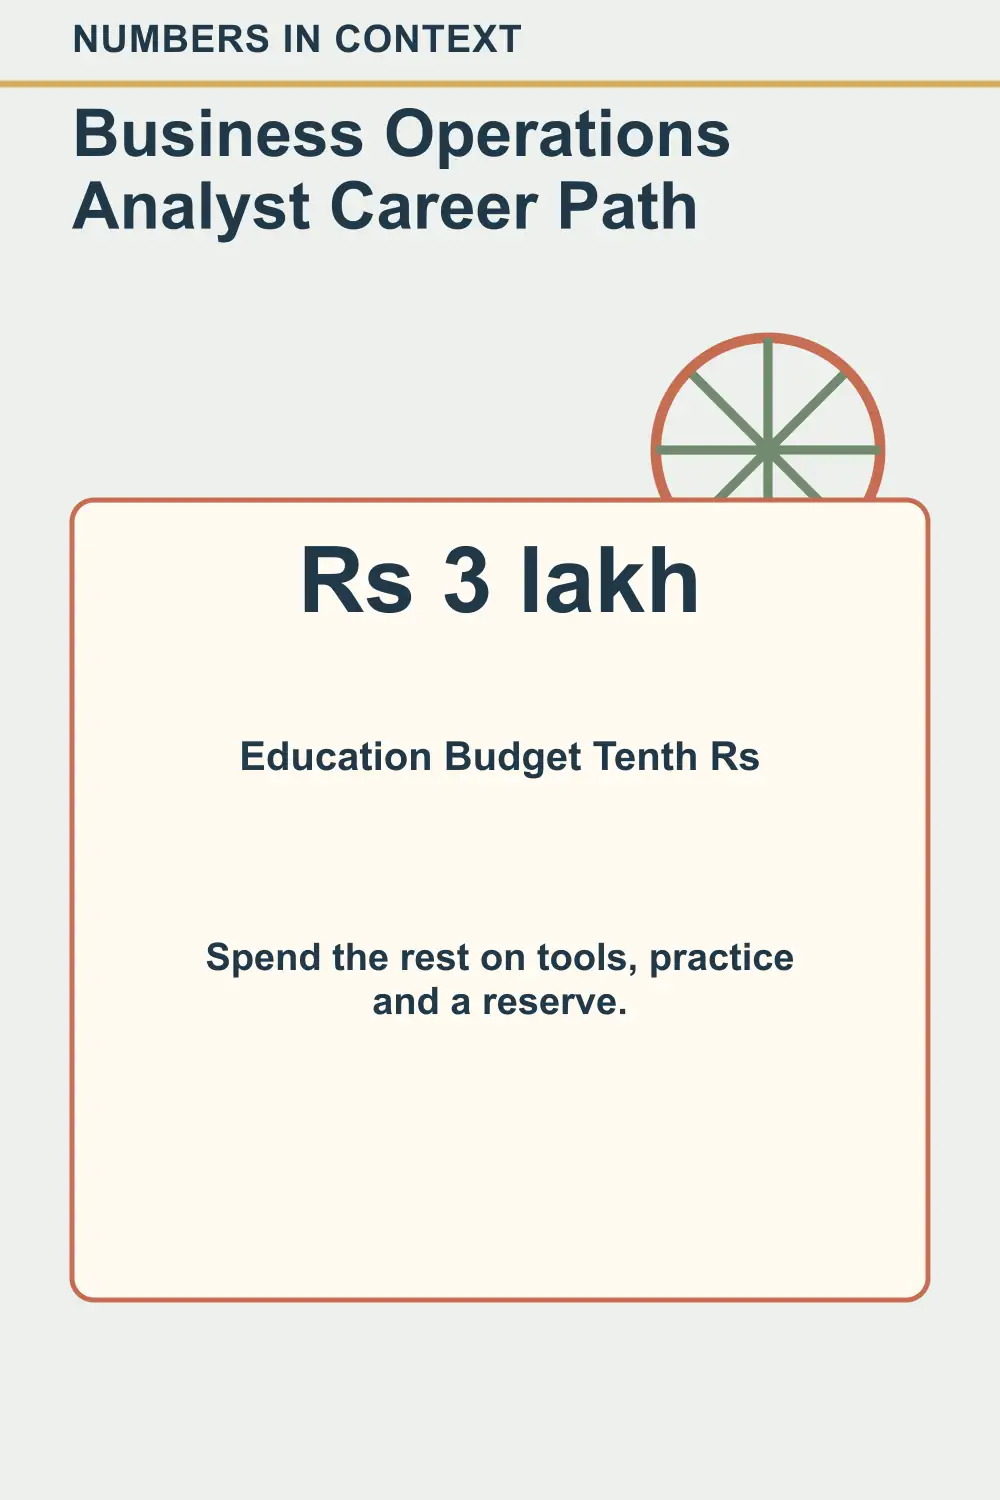 NUMBERS IN CONTEXT
Business Operations
Analyst Career Path
Rs 3 lakh
Education Budget Tenth Rs
Spend the rest on tools, practice
and a reserve.